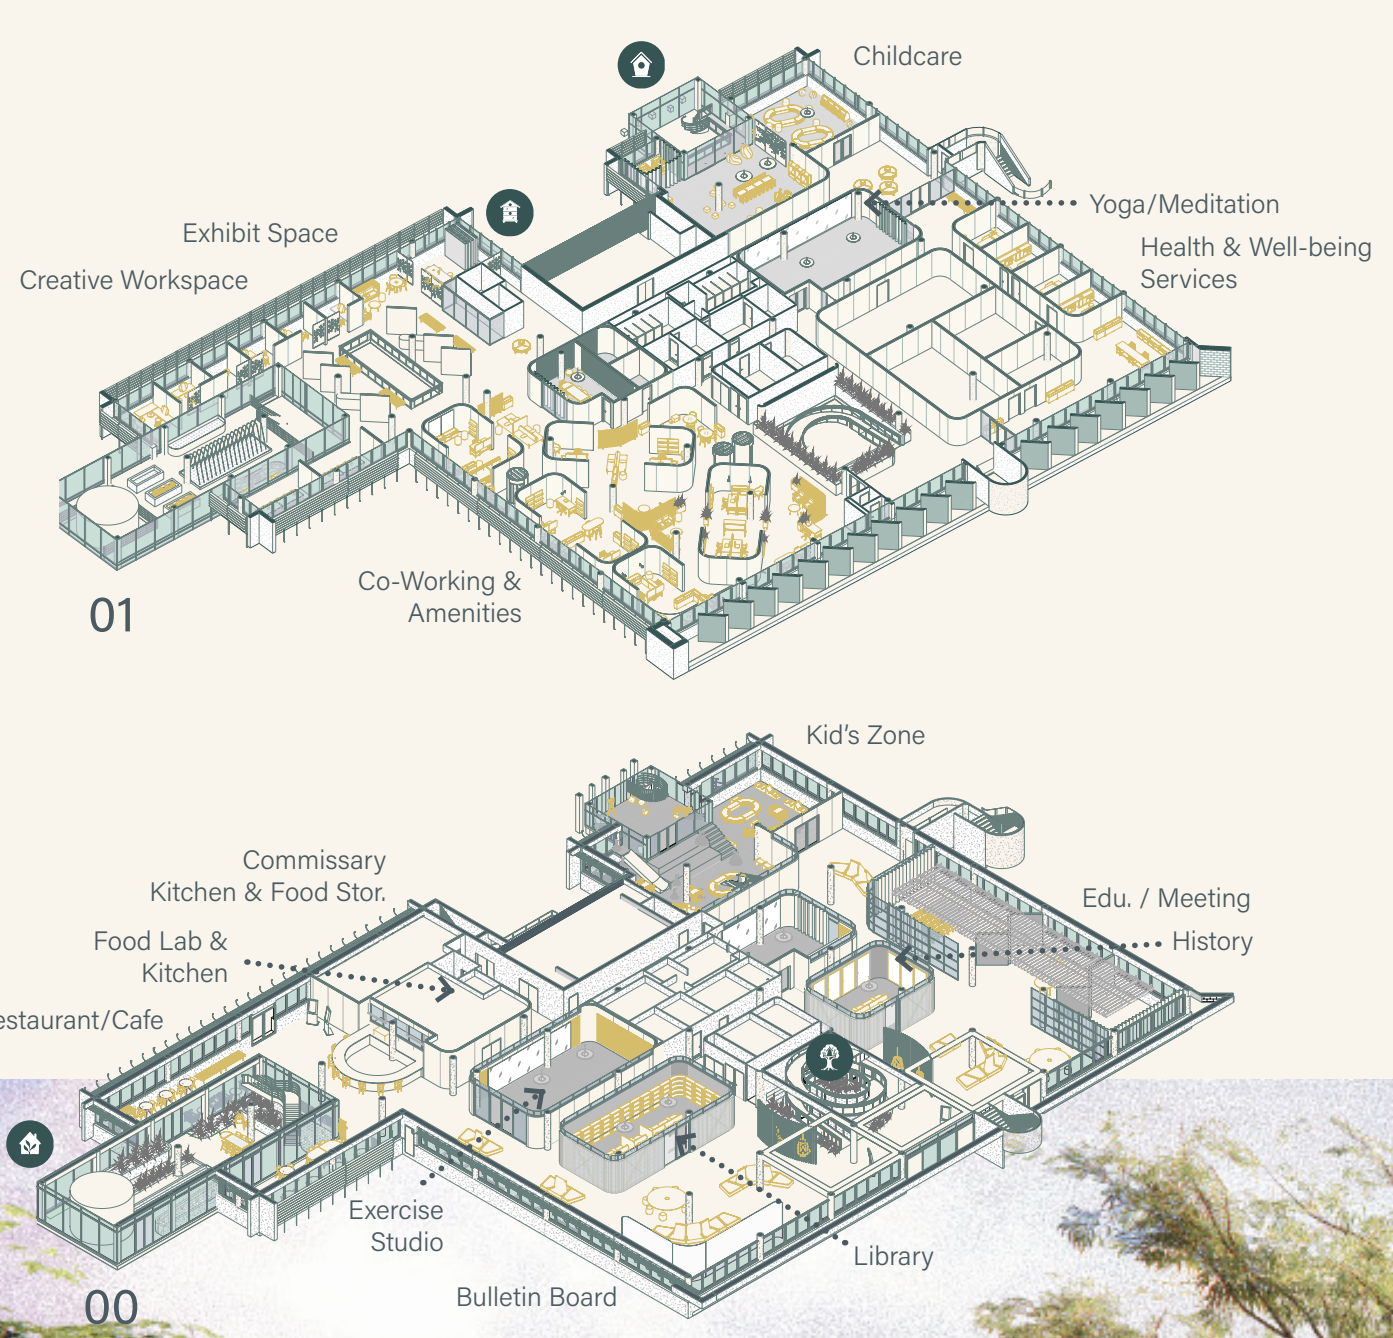 Childcare
Yoga/Meditation
Exhibit Space
Health & Well-being
Services
Creative Workspace
Co-Working &
Amenities
01
Kid's Zone
Commissary
Kitchen & Food Stor.
Edu. / Meeting
Food Lab &
Kitchen
History
estaurant/Cafe
Exercise
Studio
Library
Bulletin Board
00